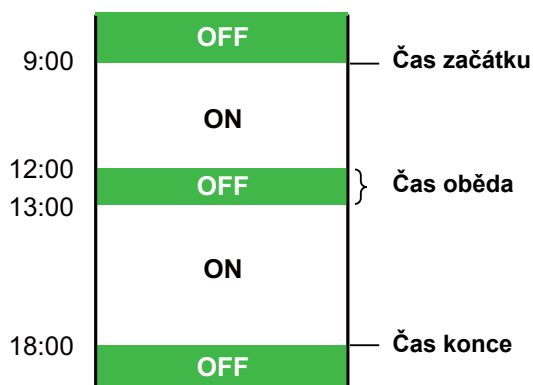 OFF
9:00 Čas začátku
ON
12:00
OFF Čas oběda
13:00
ON
18:00 Čas konce
OFF